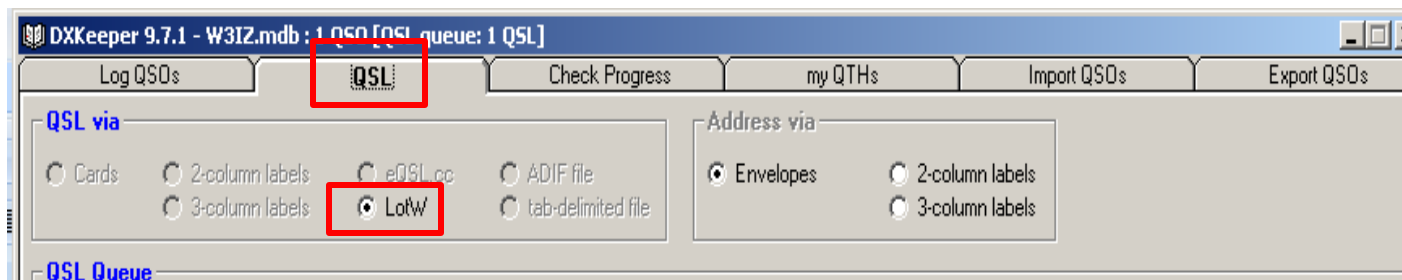 DXKeeper 9.7.1 - W3IZ.mdb : 1 QSO [QSL queue: 1 QSL]
Log QSOs QSL Check Progress my QTHs Import QSOs Export QSOs
QSL via Address via
Cards 2-column labels eQSL.cc ADIF file Envelopes 2-column labels
3-column labels LotW tab-delimited file 3-column labels
QSL Queue